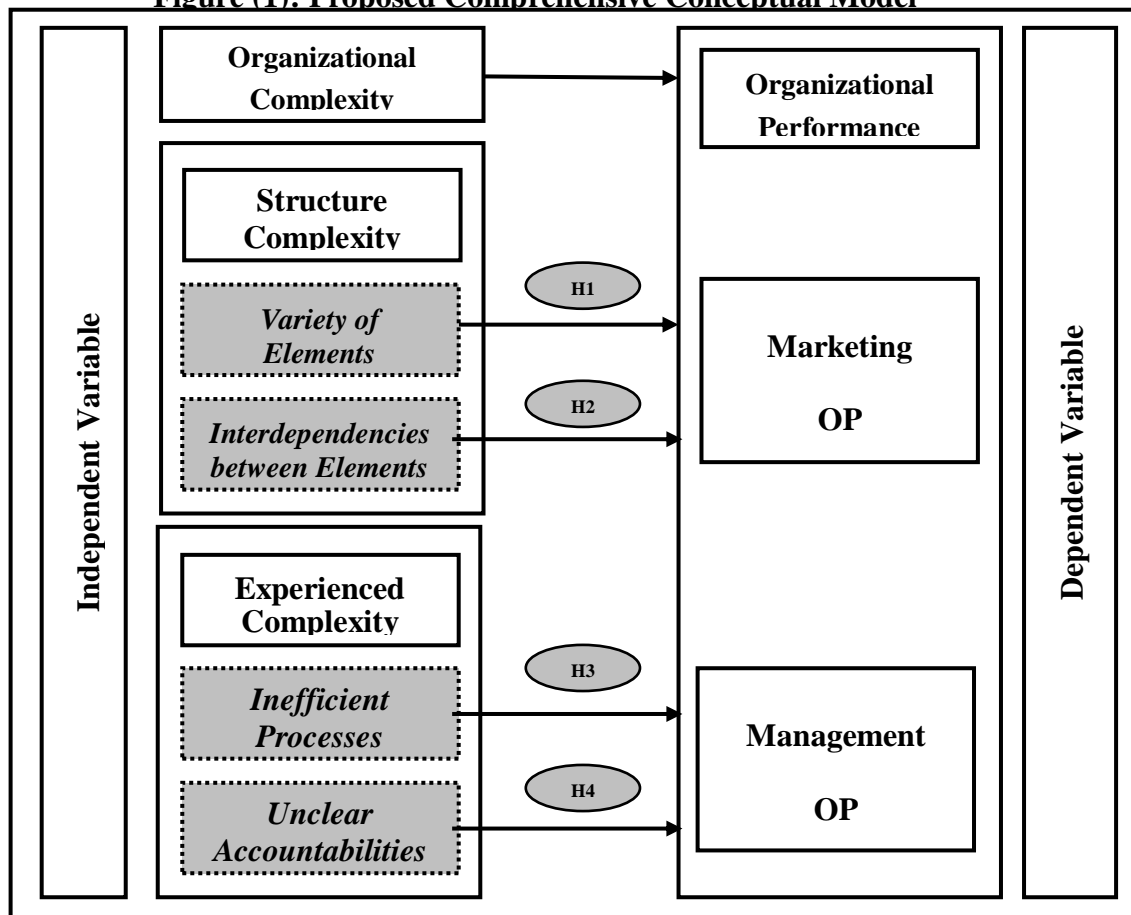 Figure (1): Proposed Comprehensive Conceptual Model
Independent Variable
Organizational
Complexity
Structure
Complexity
Variety of
Elements
Interdependencies
between Elements
Experienced
Complexity
Inefficient
Processes
Unclear
Accountabilities
H1
H2
H3
H4
Organizational
Performance
Marketing
OP
Management
OP
Dependent Variable